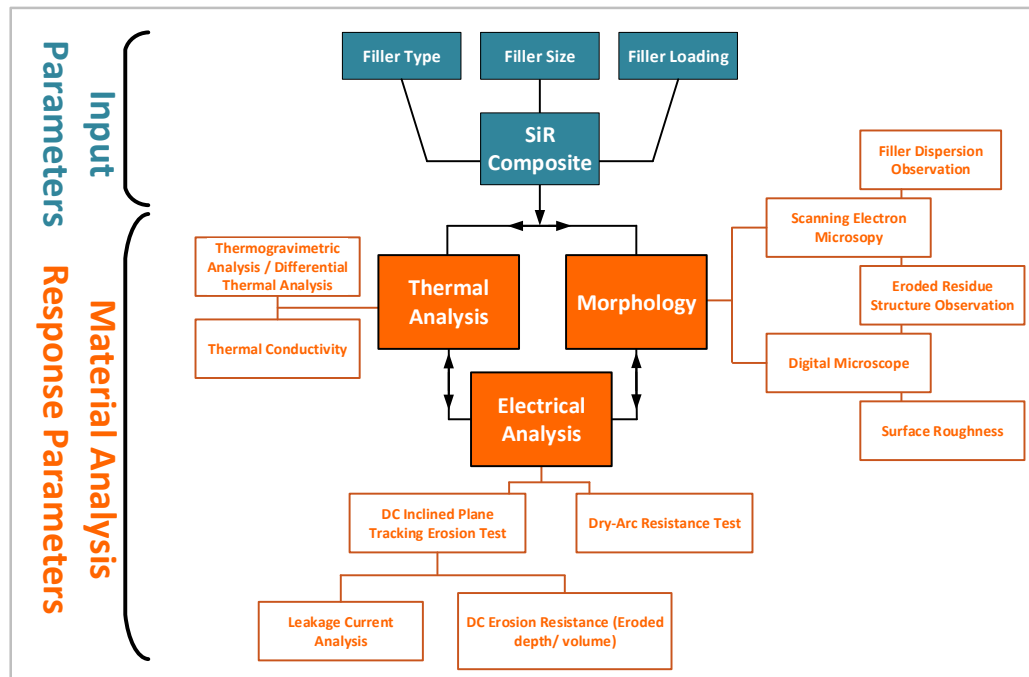 Input
Parameters
Filler Type
Filler Size
Filler Loading
SiR
Composite
Material Analysis
Response Parameters
Thermogravimetric
Analysis / Differential
Thermal Analysis
Thermal Conductivity
Thermal
Analysis
Morphology
Filler Dispersion
Observation
Scanning Electron
Microsopy
Eroded Residue
Structure Observation
Digital Microscope
Surface Roughness
Electrical
Analysis
DC Inclined Plane
Tracking Erosion Test
Dry-Arc Resistance Test
Leakage Current
Analysis
DC Erosion Resistance (Eroded
depth/ volume)